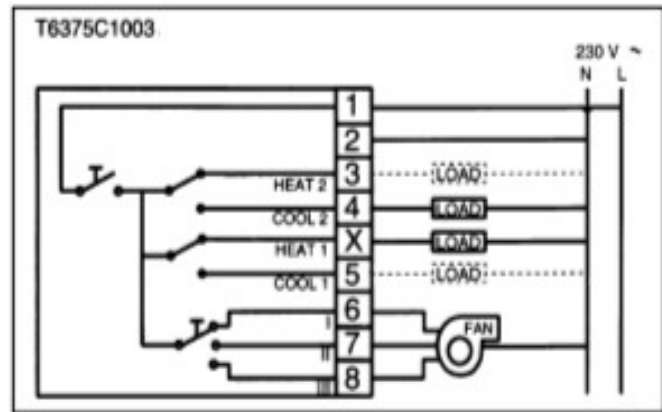 T6375C1003
230 V ~
N L
1
2
3
HEAT 2
LOAD
4
COOL 2
LOAD
X
HEAT 1
LOAD
5
COOL 1
LOAD
6
I
FAN
7
II
8
III